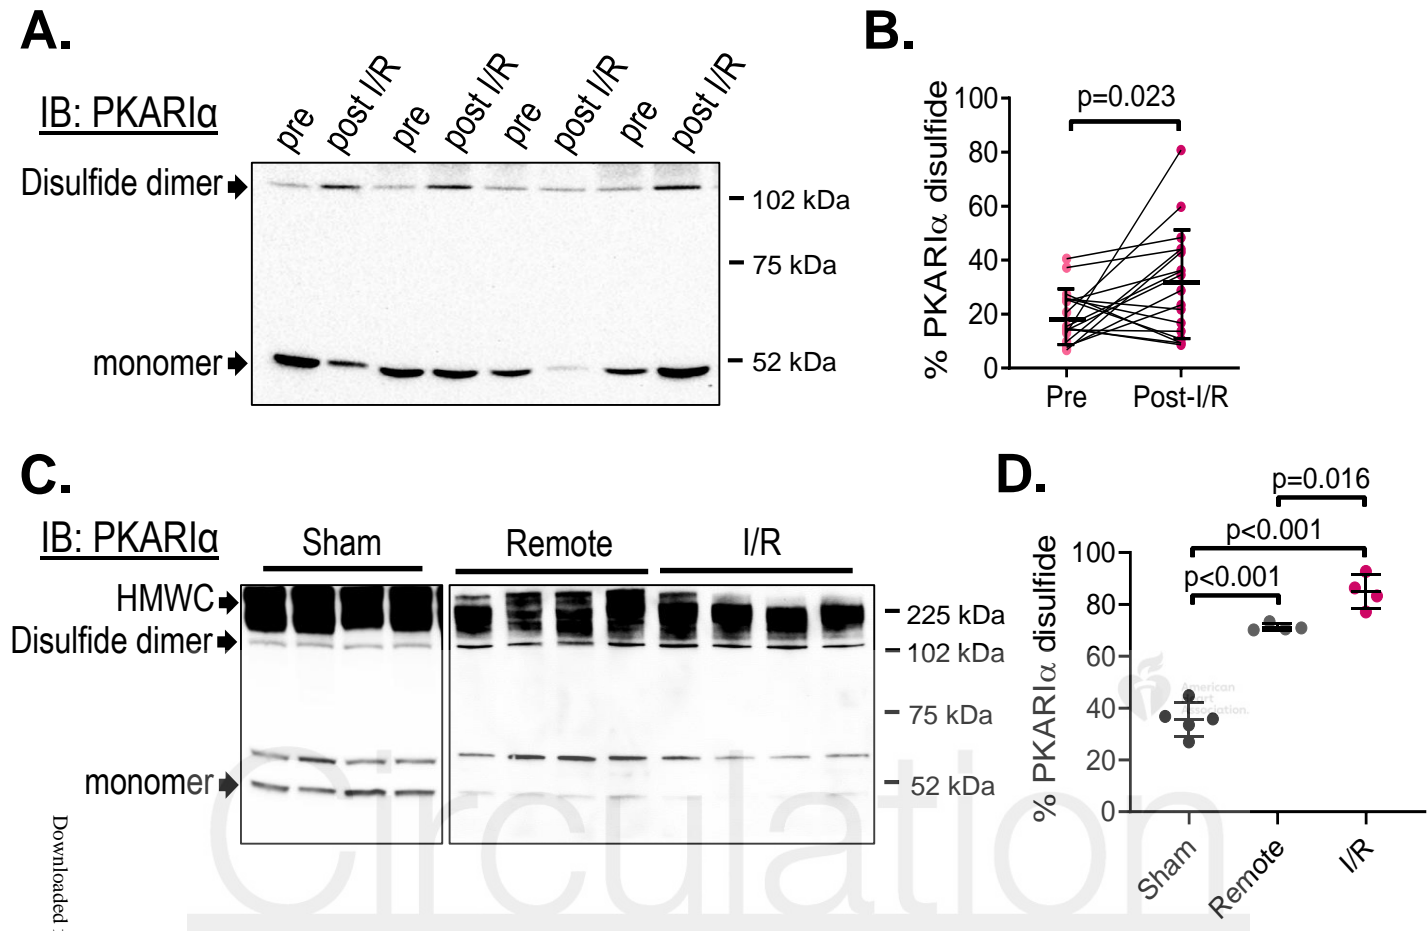 A.
IB: PKARIα
pre
post I/R
pre
post I/R
pre
post I/R
pre
post I/R
Disulfide dimer
monomer
102 kDa
75 kDa
52 kDa
B.
% PKARIα disulfide
100
80
60
40
20
0
p=0.023
Pre
Post-I/R
C.
IB: PKARIα
Sham
Remote
I/R
HMWC
Disulfide dimer
monomer
225 kDa
102 kDa
75 kDa
52 kDa
D.
% PKARIα disulfide
100
80
60
40
20
0
p=0.016
p<0.001
p<0.001
Sham
Remote
I/R
American
Heart
Association.
Circulation
Downloaded